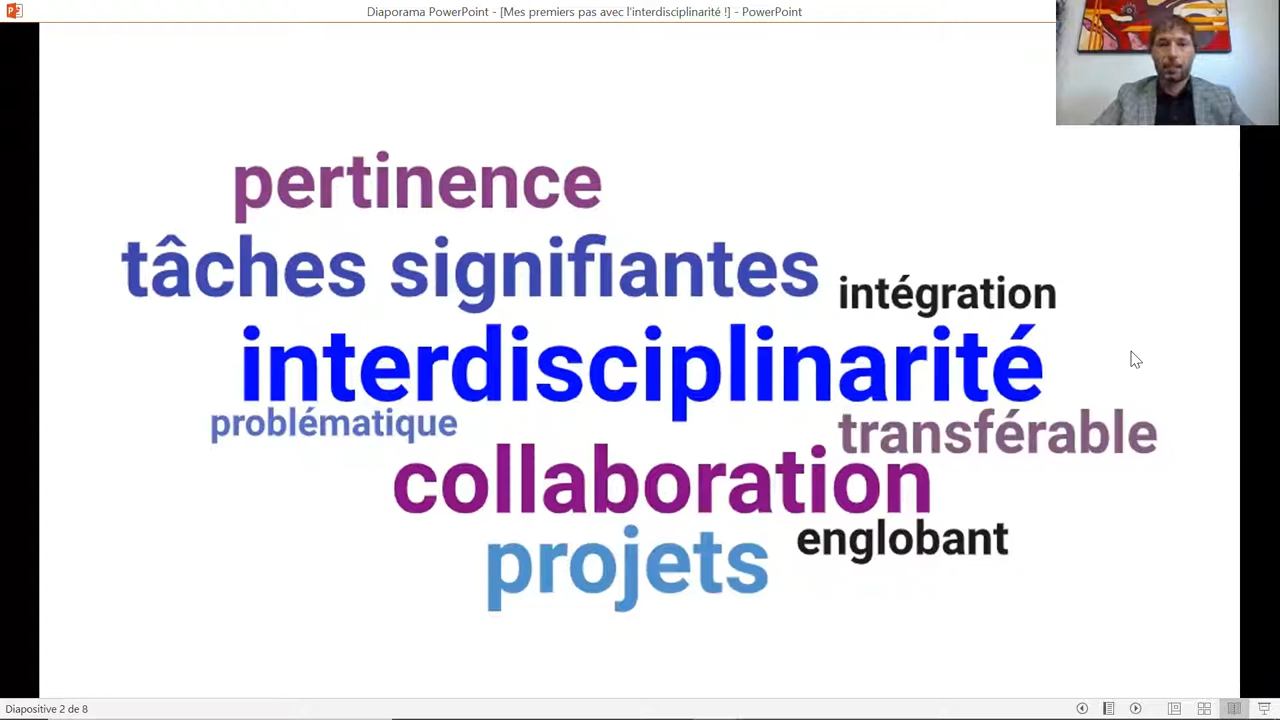 Diaporama PowerPoint - [Mes premiers pas avec l'interdisciplinarité !] - PowerPoint
pertinence
tâches signifiantes
intégration
interdisciplinarité
problématique
transférable
collaboration
englobant
projets
Diapositive 2 de 8